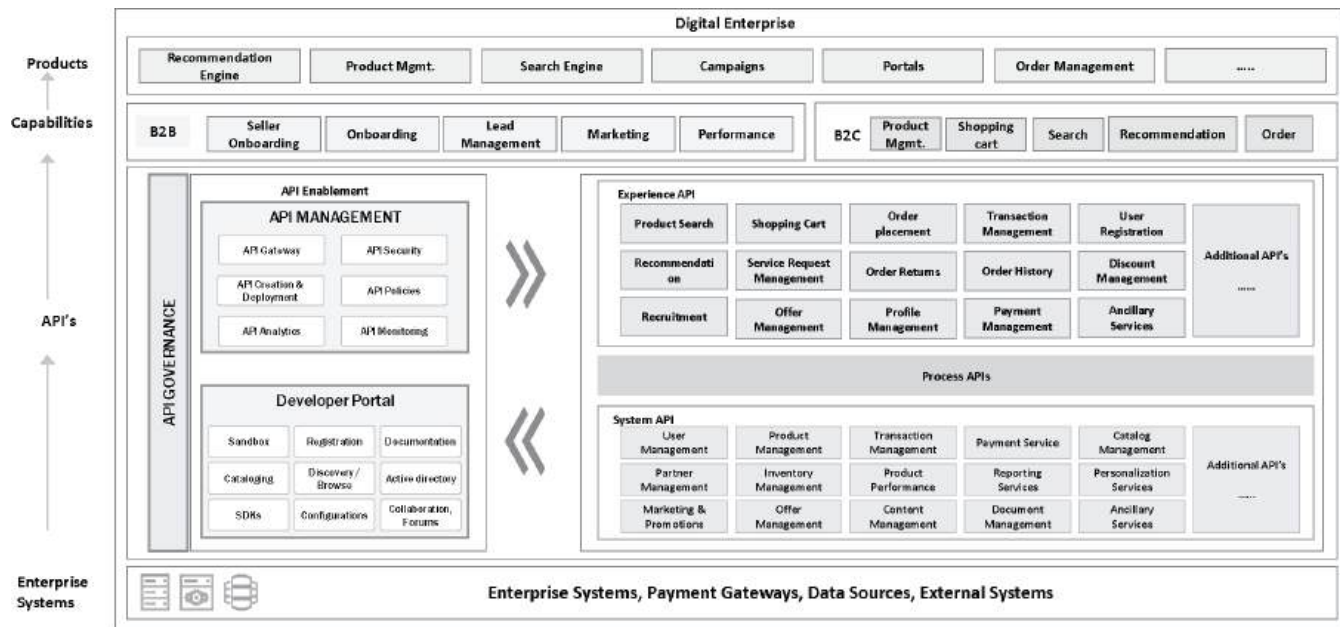 Digital Enterprise
Products
Recommendation
Engine
Product Mgmt.
Search Engine
Campaigns
Portals
Order Management
.....
Capabilities
B2B
Seller
Onboarding
Onboarding
Lead
Management
Marketing
Performance
B2C
Product
Mgmt.
Shopping
cart
Search
Recommendation
Order
API's
API GOVERNANCE
API Enablement
API MANAGEMENT
API Gateway
API Security
API Creation &
Deployment
API Policies
API Analytics
API Monitoring
Developer Portal
Sandbox
Registration
Documentation
Cataloging
Discovery /
Browse
Active directory
SDKs
Configurations
Collaboration,
Forums
Experience API
Product Search
Shopping Cart
Order
placement
Transaction
Management
User
Registration
Recommendati
on
Service Request
Management
Order Returns
Order History
Discount
Management
Recruitment
Offer
Management
Profile
Management
Payment
Management
Ancillary
Services
Additional API's
......
Process APIs
System API
User
Management
Product
Management
Transaction
Management
Payment Service
Catalog
Management
Partner
Management
Inventory
Management
Product
Performance
Reporting
Services
Personalization
Services
Marketing &
Promotions
Offer
Management
Content
Management
Document
Management
Ancillary
Services
Additional API's
......
Enterprise
Systems
Enterprise Systems, Payment Gateways, Data Sources, External Systems